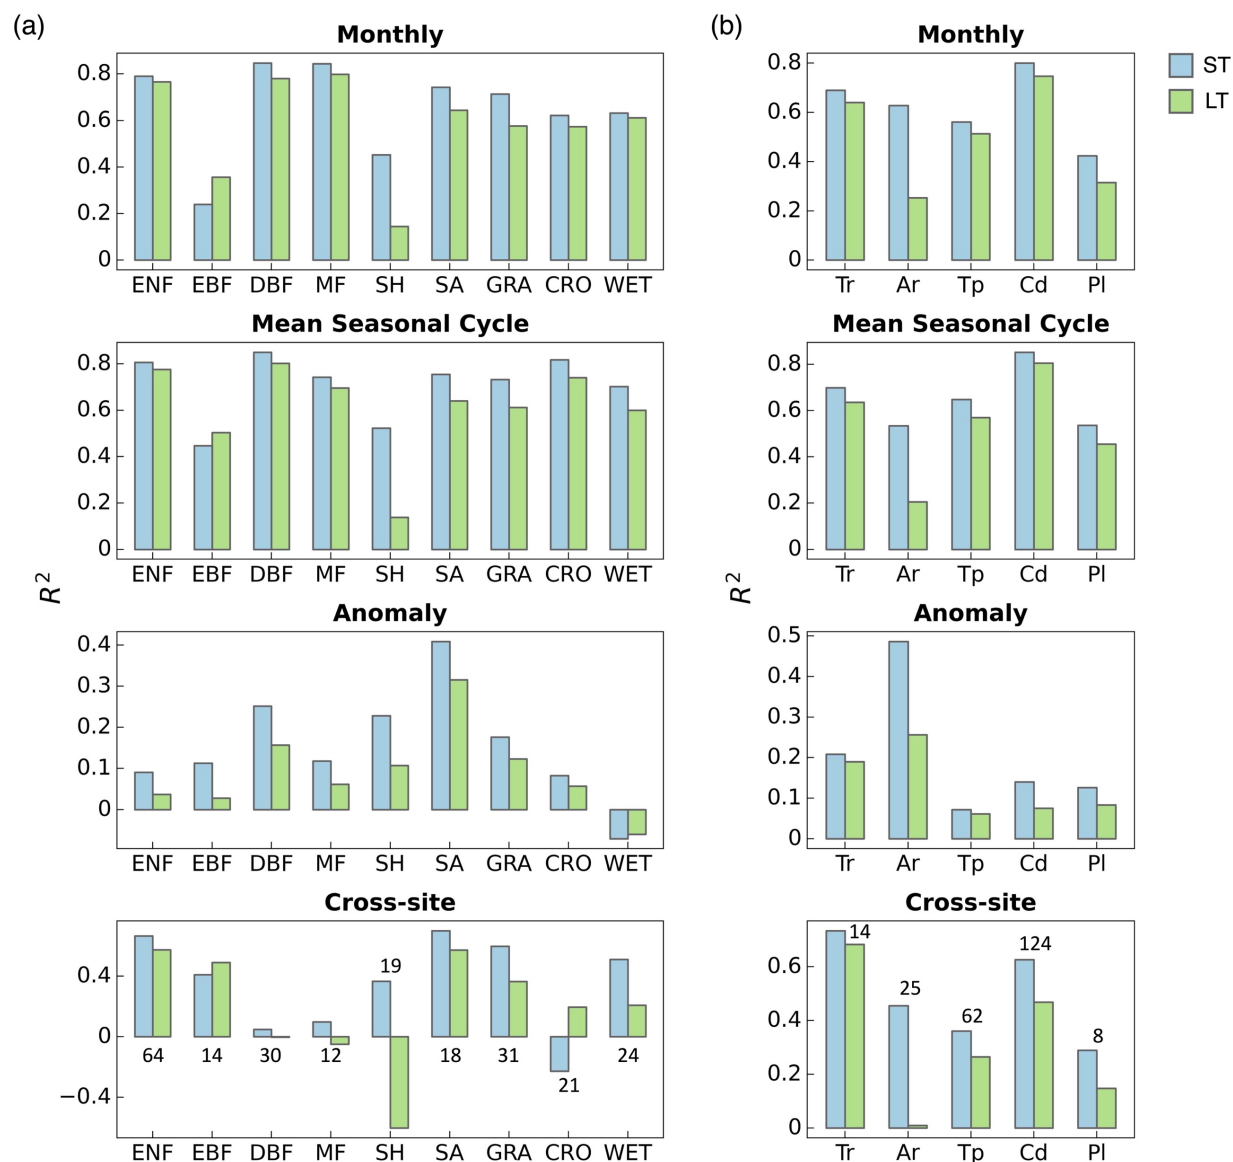 (a)
Monthly
0.8
0.6
0.4
0.2
0
ENF EBF DBF MF SH SA GRA CRO WET
Mean Seasonal Cycle
0.8
0.6
0.4
0.2
0
ENF EBF DBF MF SH SA GRA CRO WET
R²
Anomaly
0.4
0.3
0.2
0.1
0
ENF EBF DBF MF SH SA GRA CRO WET
Cross-site
0.4
0
−0.4
19
64 14 30 12 18 31 24
21
ENF EBF DBF MF SH SA GRA CRO WET
(b)
Monthly
0.8
0.6
0.4
0.2
0
Tr Ar Tp Cd Pl
Mean Seasonal Cycle
0.8
0.6
0.4
0.2
0
Tr Ar Tp Cd Pl
R²
Anomaly
0.5
0.4
0.3
0.2
0.1
0
Tr Ar Tp Cd Pl
Cross-site
0.6
0.4
0.2
0
14 25 62 124 8
Tr Ar Tp Cd Pl
ST
LT